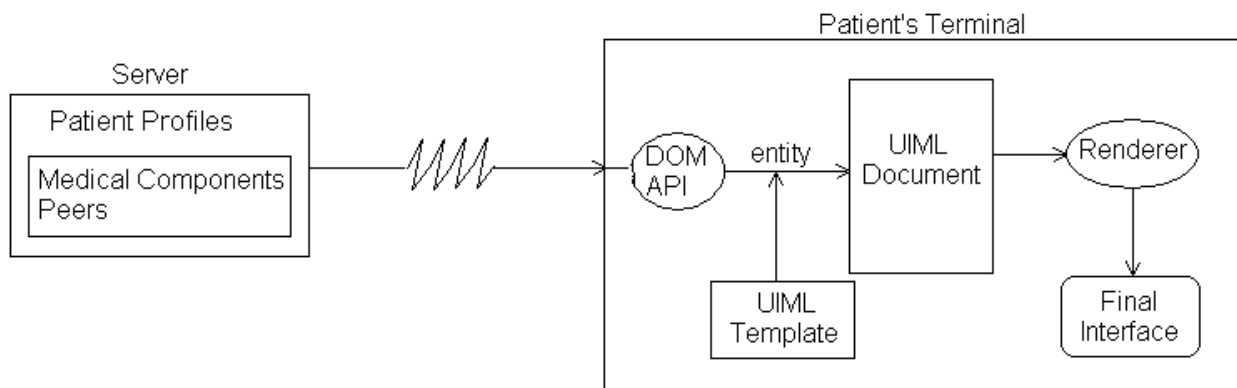 Patient's Terminal
Server
Patient Profiles
Medical Components
Peers
DOM
API
entity
UIML
Document
Renderer
UIML
Template
Final
Interface